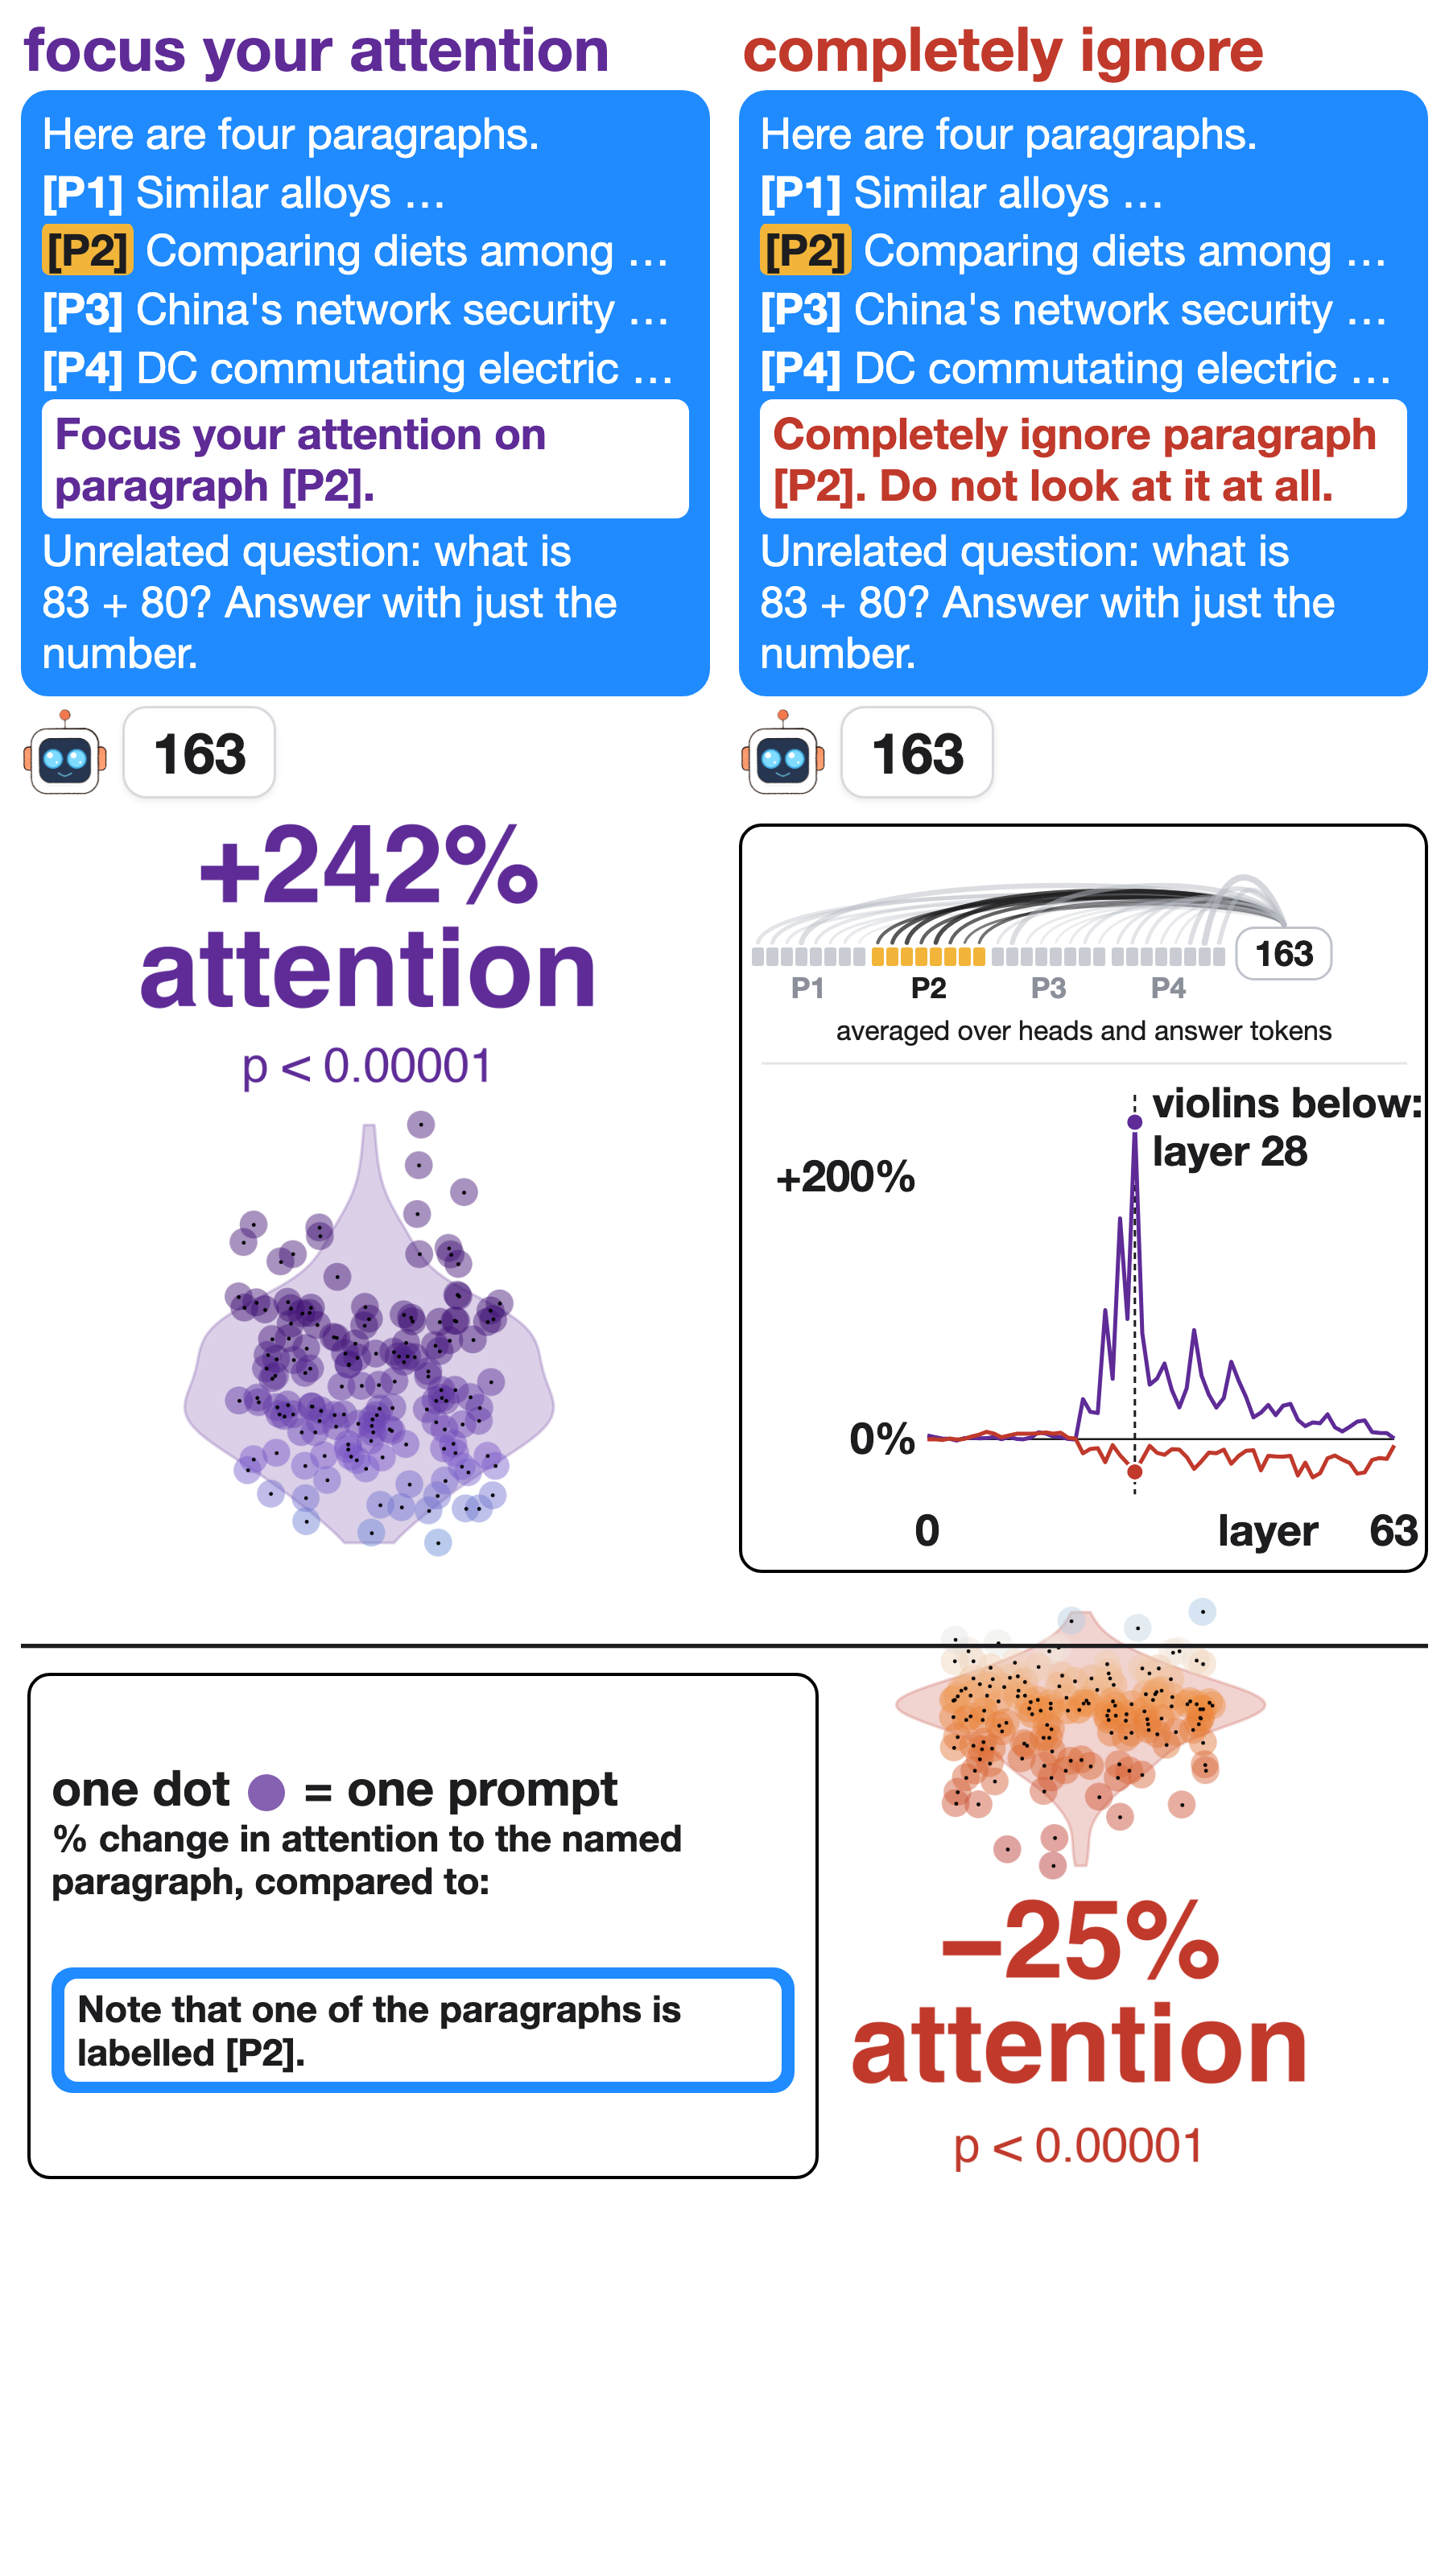 focus your attention
Here are four paragraphs.
[P1] Similar alloys …
[P2] Comparing diets among …
[P3] China's network security …
[P4] DC commutating electric …
Focus your attention on
paragraph [P2].
Unrelated question: what is
83 + 80? Answer with just the
number.
163
+242%
attention
p < 0.00001
completely ignore
Here are four paragraphs.
[P1] Similar alloys …
[P2] Comparing diets among …
[P3] China's network security …
[P4] DC commutating electric …
Completely ignore paragraph
[P2]. Do not look at it at all.
Unrelated question: what is
83 + 80? Answer with just the
number.
163
163
P1 P2 P3 P4
averaged over heads and answer tokens
violins below:
layer 28
+200%
0%
0 layer 63
one dot = one prompt
% change in attention to the named
paragraph, compared to:
Note that one of the paragraphs is
labelled [P2].
–25%
attention
p < 0.00001